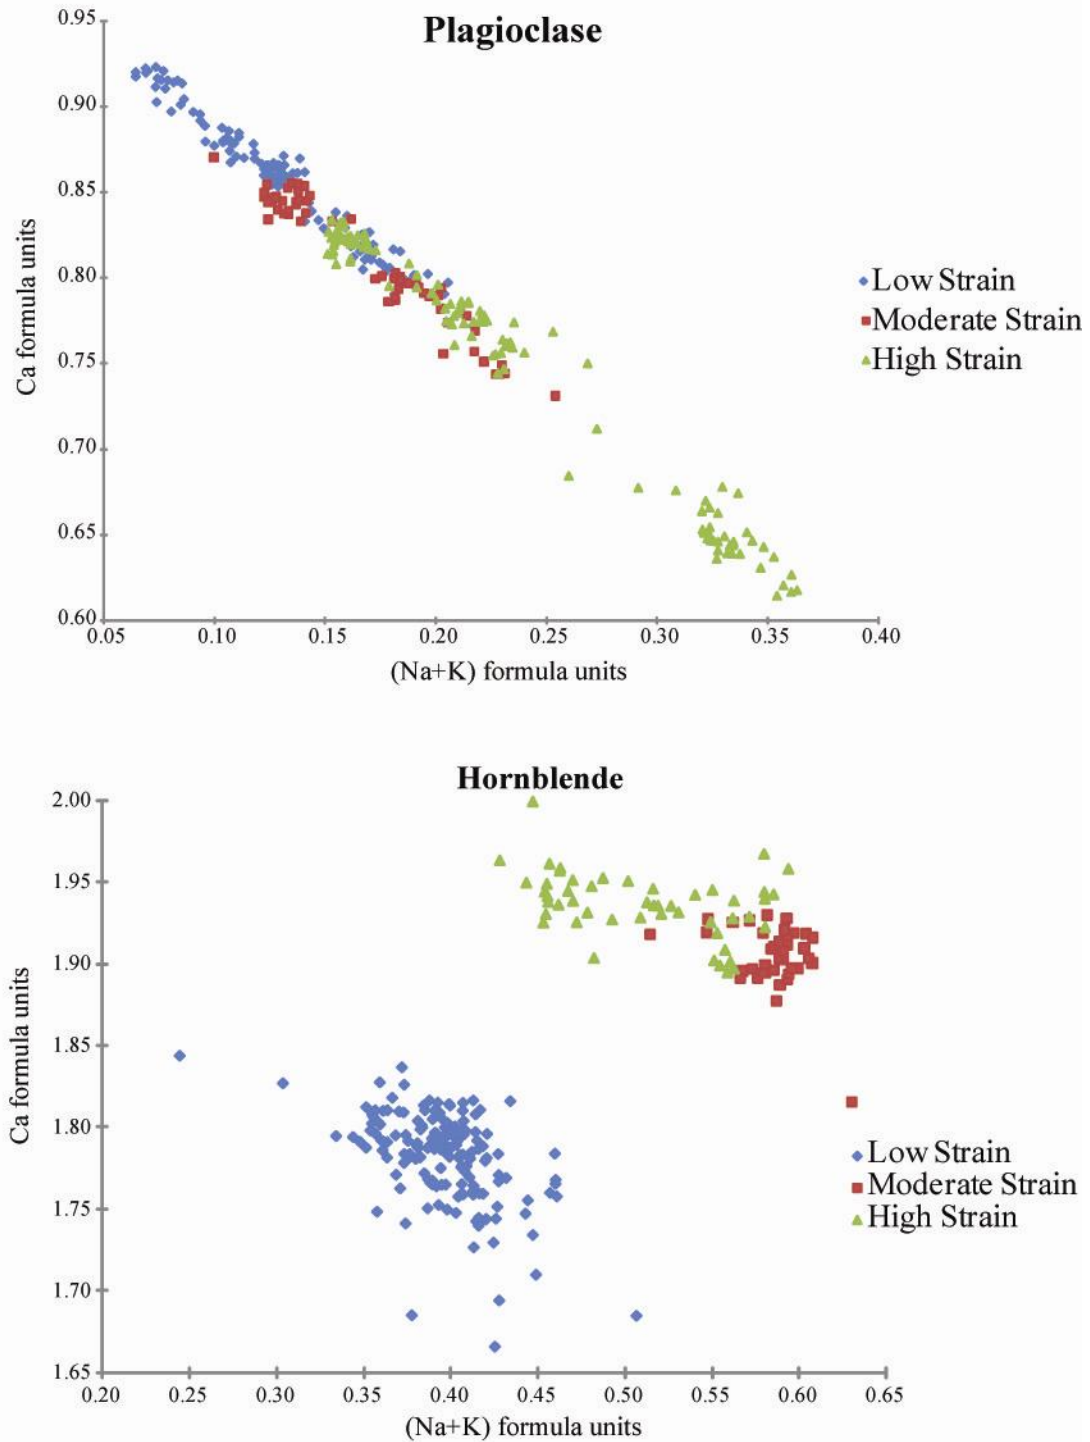 Plagioclase
0.95
0.90
0.85
0.80
0.75
0.70
0.65
0.60
Ca formula units
0.05 0.10 0.15 0.20 0.25 0.30 0.35 0.40
(Na+K) formula units
Low Strain
Moderate Strain
High Strain
Hornblende
2.00
1.95
1.90
1.85
1.80
1.75
1.70
1.65
Ca formula units
0.20 0.25 0.30 0.35 0.40 0.45 0.50 0.55 0.60 0.65
(Na+K) formula units
Low Strain
Moderate Strain
High Strain